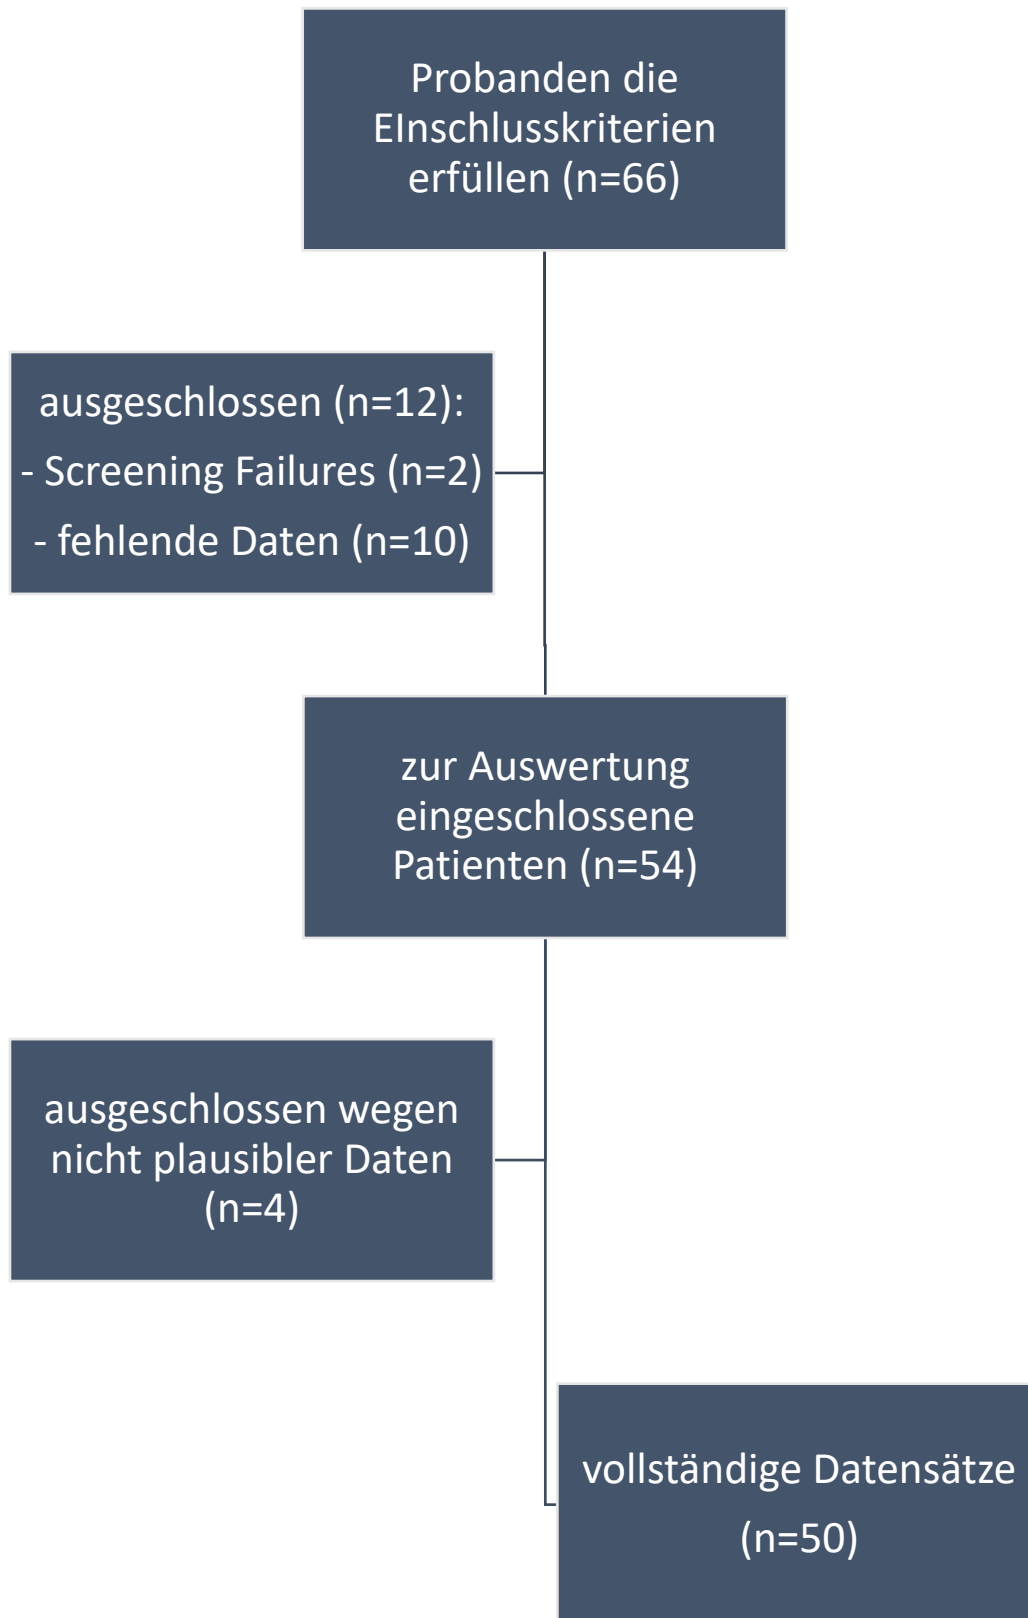 Probanden die
EInschlusskriterien
erfüllen (n=66)
ausgeschlossen (n=12):
- Screening Failures (n=2)
- fehlende Daten (n=10)
zur Auswertung
eingeschlossene
Patienten (n=54)
ausgeschlossen wegen
nicht plausibler Daten
(n=4)
vollständige Datensätze
(n=50)